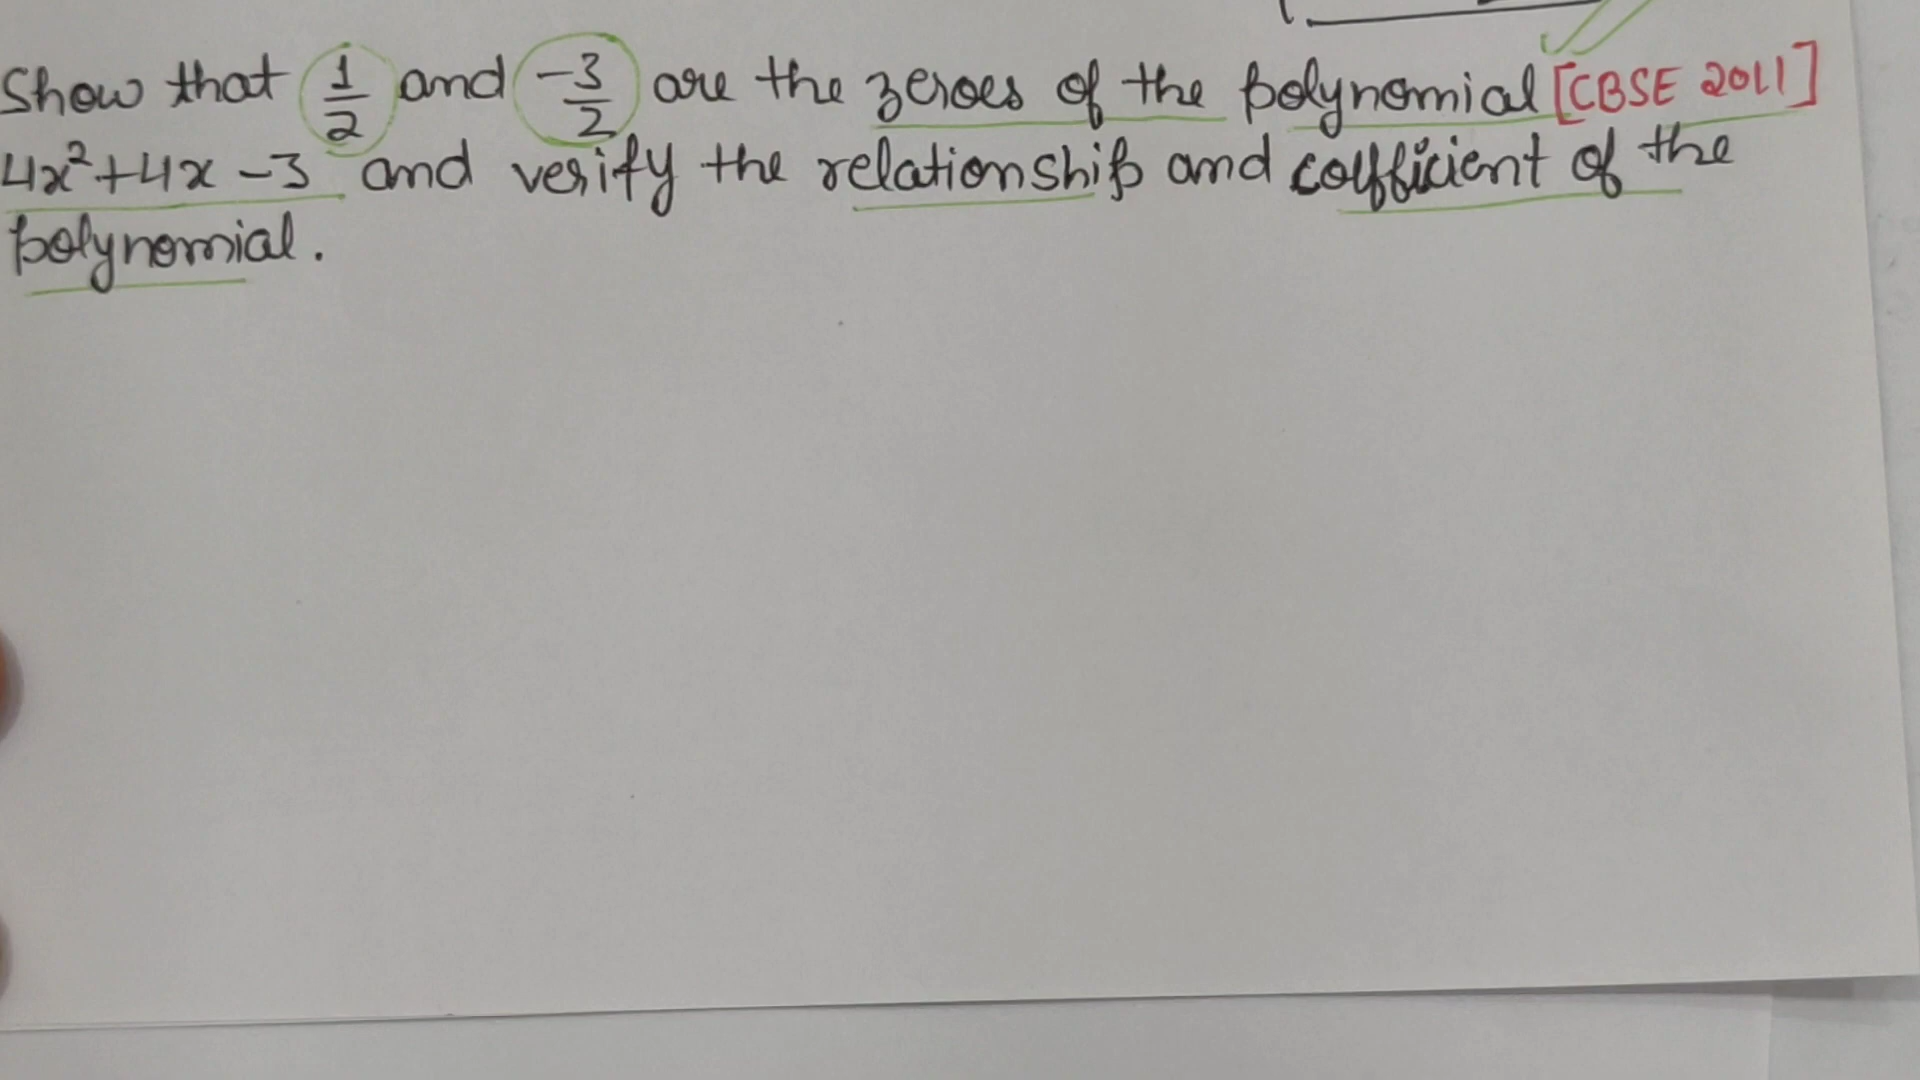 Show that 1/2 and -3/2 are the zeroes of the polynomial [CBSE 2011]
4x²+4x-3 and verify the relationship and coefficient of the
polynomial.